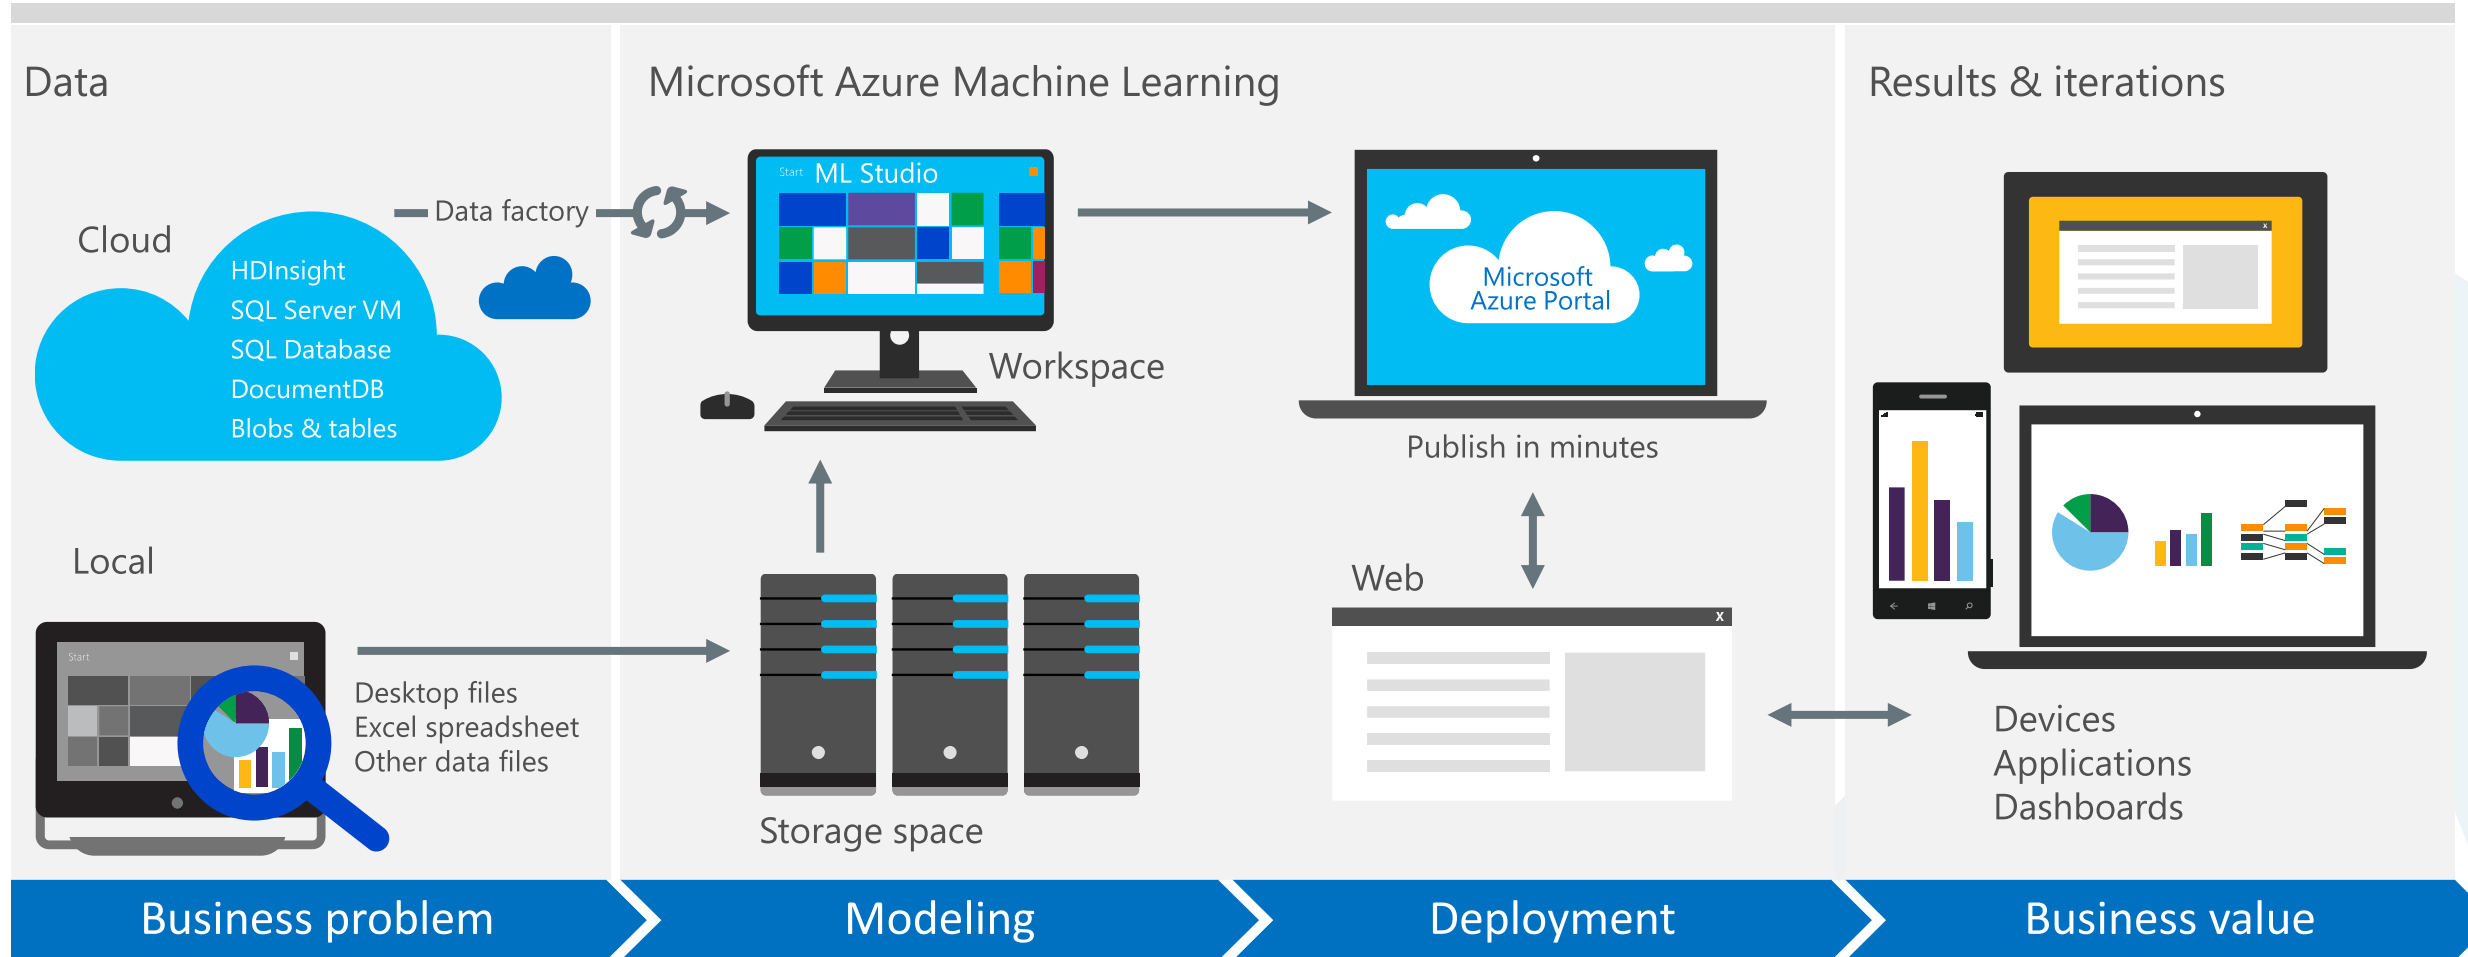 Data
Cloud
HDInsight
SQL Server VM
SQL Database
DocumentDB
Blobs & tables
Data factory
Local
Start
Desktop files
Excel spreadsheet
Other data files
Microsoft Azure Machine Learning
Start ML Studio
Workspace
Storage space
Microsoft
Azure Portal
Publish in minutes
Web
X
Results & iterations
X
Devices
Applications
Dashboards
Business problem
Modeling
Deployment
Business value